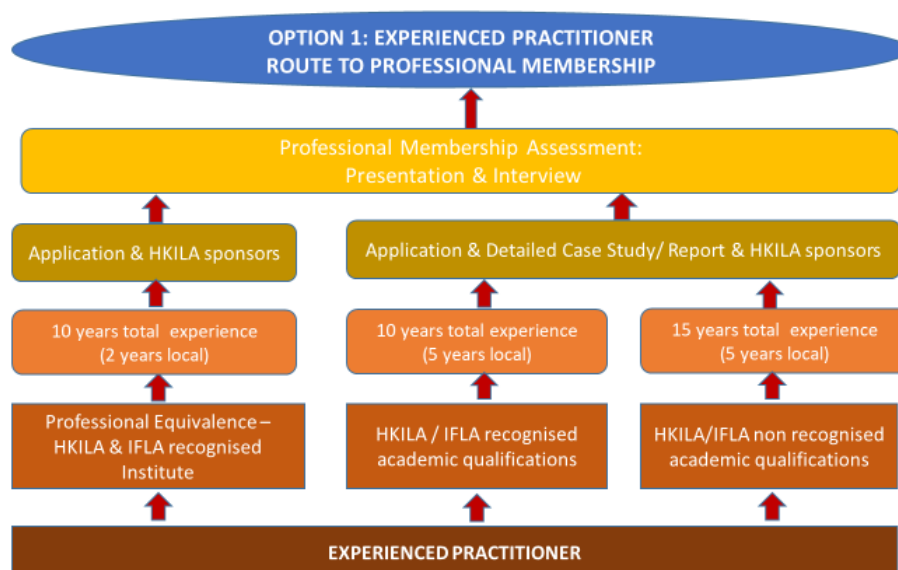 OPTION 1: EXPERIENCED PRACTITIONER
ROUTE TO PROFESSIONAL MEMBERSHIP
Professional Membership Assessment:
Presentation & Interview
Application & HKILA sponsors
Application & Detailed Case Study/ Report & HKILA sponsors
10 years total experience
(2 years local)
10 years total experience
(5 years local)
15 years total experience
(5 years local)
Professional Equivalence –
HKILA & IFLA recognised
Institute
HKILA / IFLA recognised
academic qualifications
HKILA/IFLA non recognised
academic qualifications
EXPERIENCED PRACTITIONER